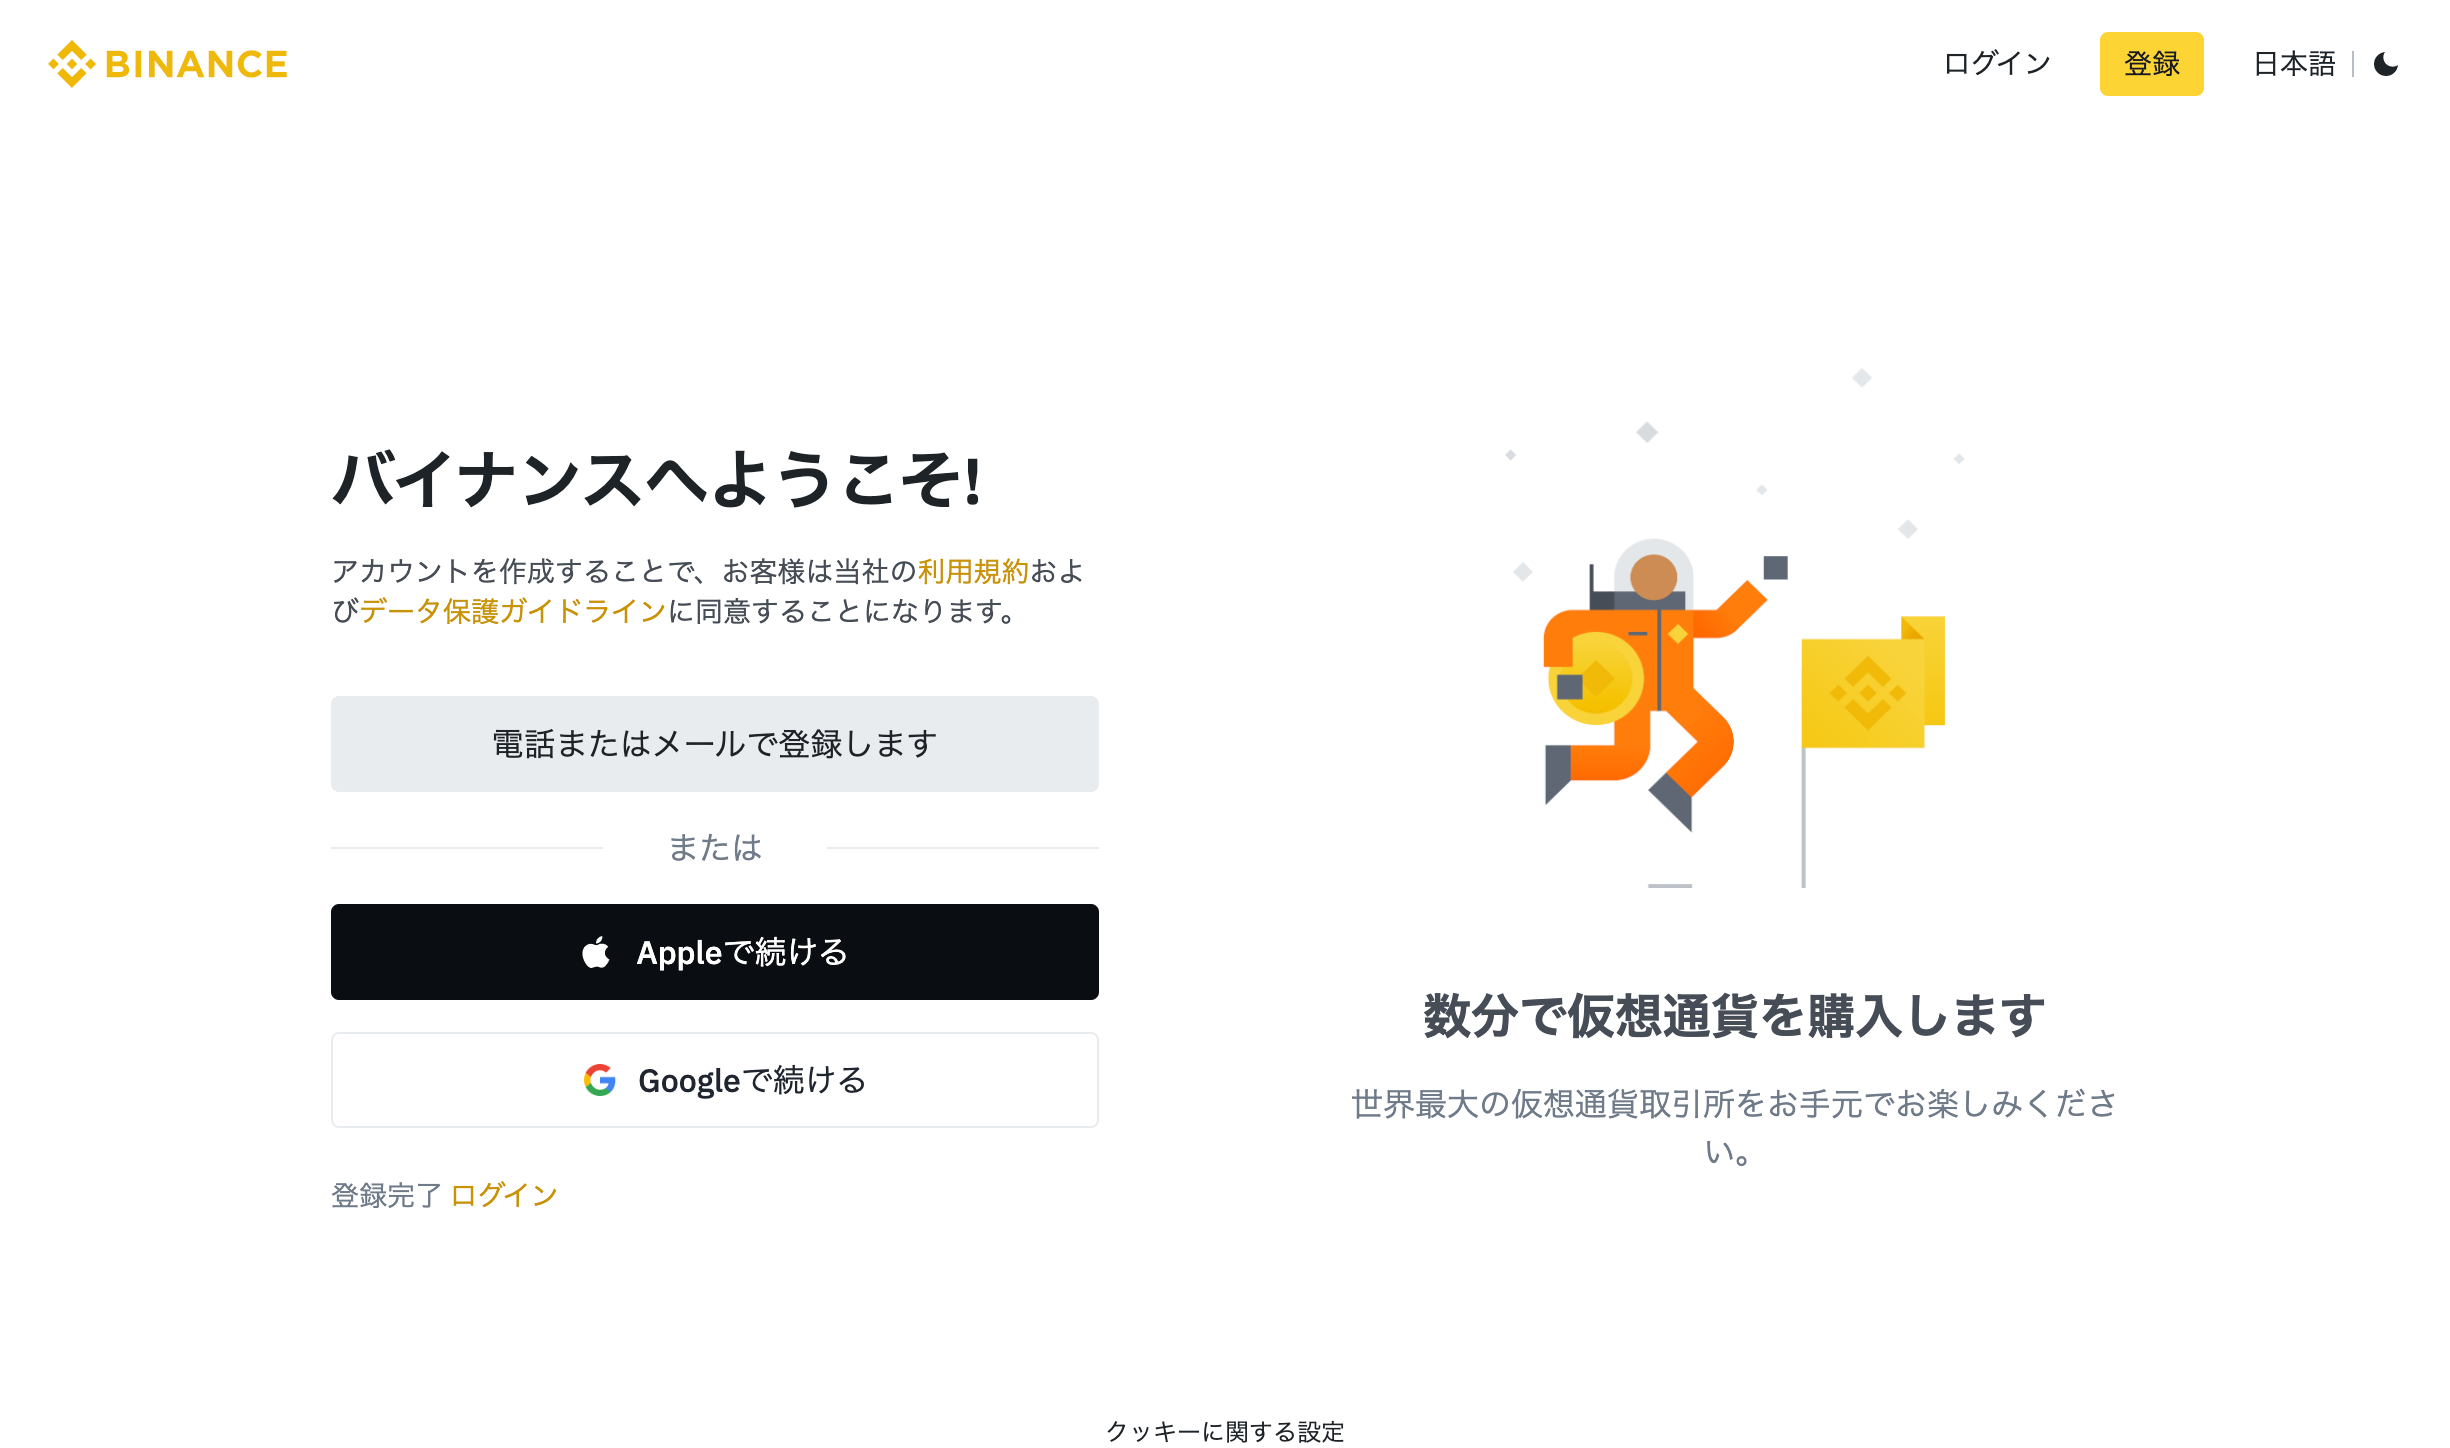 BINANCE
ログイン
登録
日本語
バイナンスへようこそ!
アカウントを作成することで、お客様は当社の利用規約およ
びデータ保護ガイドラインに同意することになります。
電話またはメールで登録します
または
Appleで続ける
Googleで続ける
登録完了 ログイン
数分で仮想通貨を購入します
世界最大の仮想通貨取引所をお手元でお楽しみくださ
い。
クッキーに関する設定